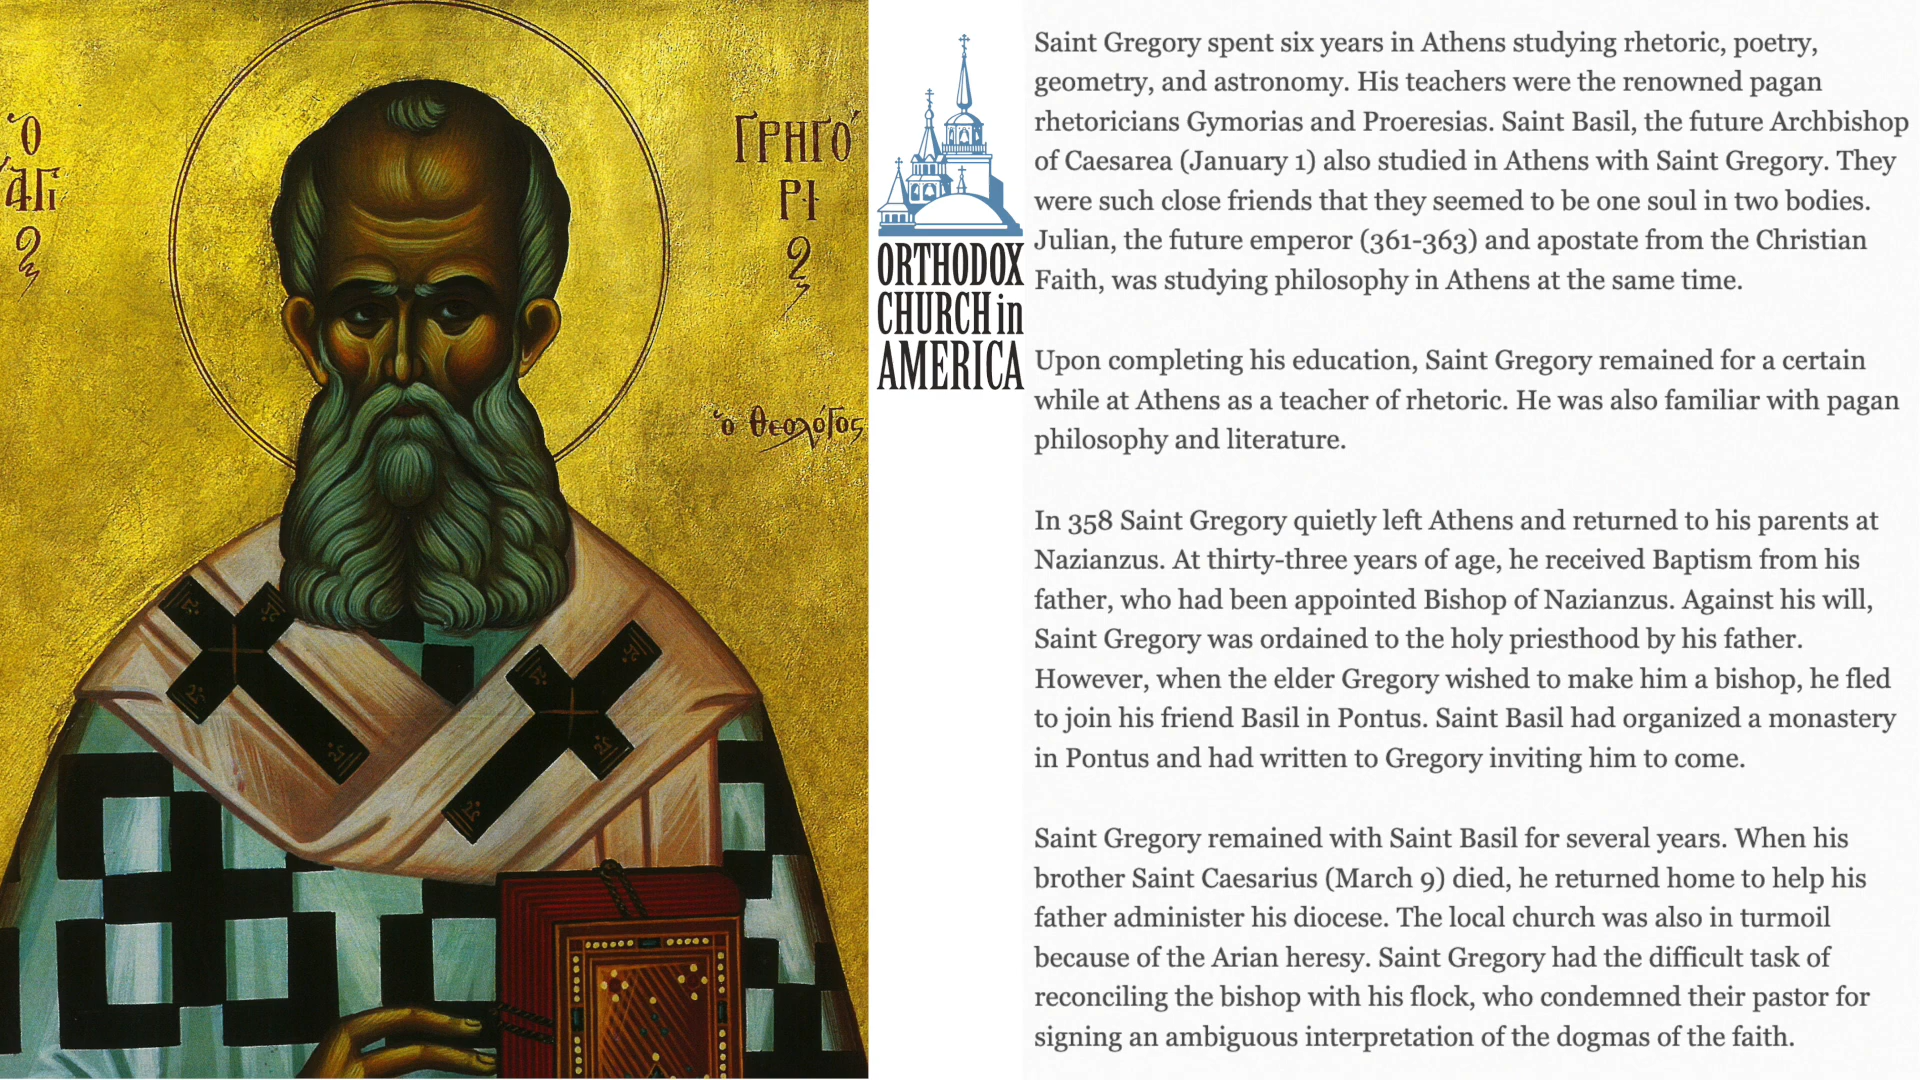 ὁ
ἅγι
ος
ΓΡΗΓΌ
ΡΙ
ος
ὁ Θεολόγος
ORTHODOX
CHURCH in
AMERICA
Saint Gregory spent six years in Athens studying rhetoric, poetry,
geometry, and astronomy. His teachers were the renowned pagan
rhetoricians Gymorias and Proeresias. Saint Basil, the future Archbishop
of Caesarea (January 1) also studied in Athens with Saint Gregory. They
were such close friends that they seemed to be one soul in two bodies.
Julian, the future emperor (361-363) and apostate from the Christian
Faith, was studying philosophy in Athens at the same time.
Upon completing his education, Saint Gregory remained for a certain
while at Athens as a teacher of rhetoric. He was also familiar with pagan
philosophy and literature.
In 358 Saint Gregory quietly left Athens and returned to his parents at
Nazianzus. At thirty-three years of age, he received Baptism from his
father, who had been appointed Bishop of Nazianzus. Against his will,
Saint Gregory was ordained to the holy priesthood by his father.
However, when the elder Gregory wished to make him a bishop, he fled
to join his friend Basil in Pontus. Saint Basil had organized a monastery
in Pontus and had written to Gregory inviting him to come.
Saint Gregory remained with Saint Basil for several years. When his
brother Saint Caesarius (March 9) died, he returned home to help his
father administer his diocese. The local church was also in turmoil
because of the Arian heresy. Saint Gregory had the difficult task of
reconciling the bishop with his flock, who condemned their pastor for
signing an ambiguous interpretation of the dogmas of the faith.